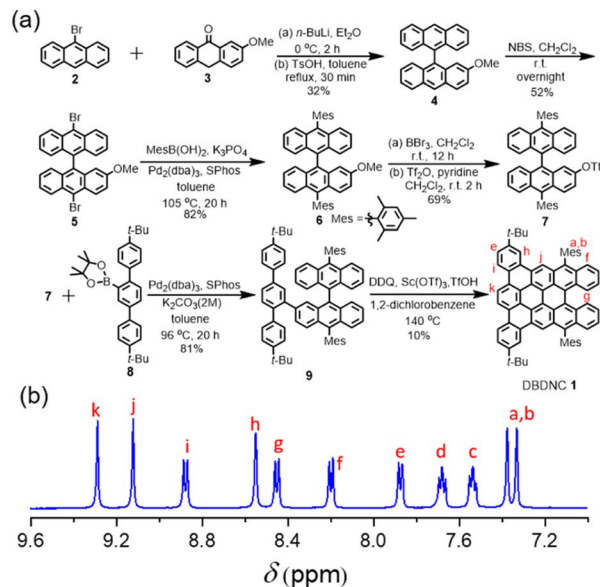 (a)
Br
2
+
O
OMe
3
(a) n-BuLi, Et2O
0 °C, 2 h
(b) TsOH, toluene
reflux, 30 min
32%
OMe
4
NBS, CH2Cl2
r.t.
overnight
52%
Br
OMe
Br
5
MesB(OH)2, K3PO4
Pd2(dba)3, SPhos
toluene
105 °C, 20 h
82%
Mes
OMe
Mes
6
Mes =
(a) BBr3, CH2Cl2
r.t., 12 h
(b) Tf2O, pyridine
CH2Cl2, r.t. 2 h
69%
Mes
OTf
Mes
7
7 +
t-Bu
O
B
O
t-Bu
8
Pd2(dba)3, SPhos
K2CO3(2M)
toluene
96 °C, 20 h
81%
t-Bu
Mes
Mes
t-Bu
9
DDQ, Sc(OTf)3,TfOH
1,2-dichlorobenzene
140 °C
10%
t-Bu
e
h
i
j
k
Mes
a,b
f
g
Mes
t-Bu
DBDNC 1
(b)
k
j
i
h
g
f
e
d
c
a,b
9.6 9.2 8.8 8.4 8.0 7.6 7.2
δ (ppm)